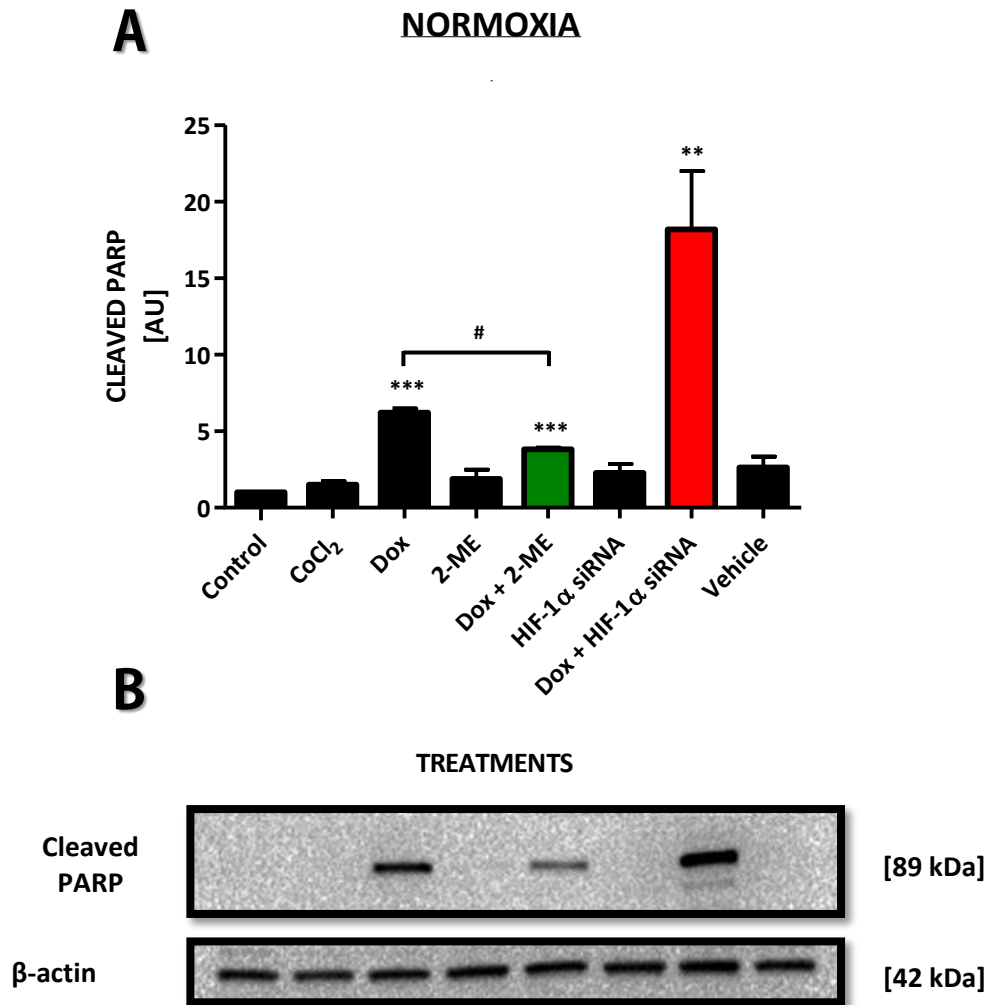 A
NORMOXIA
CLEAVED PARP
[AU]
25
20
15
10
5
0
***
#
***
**
Control
CoCl₂
Dox
2-ME
Dox + 2-ME
HIF-1α siRNA
Dox + HIF-1α siRNA
Vehicle
B
TREATMENTS
Cleaved
PARP
[89 kDa]
β-actin
[42 kDa]